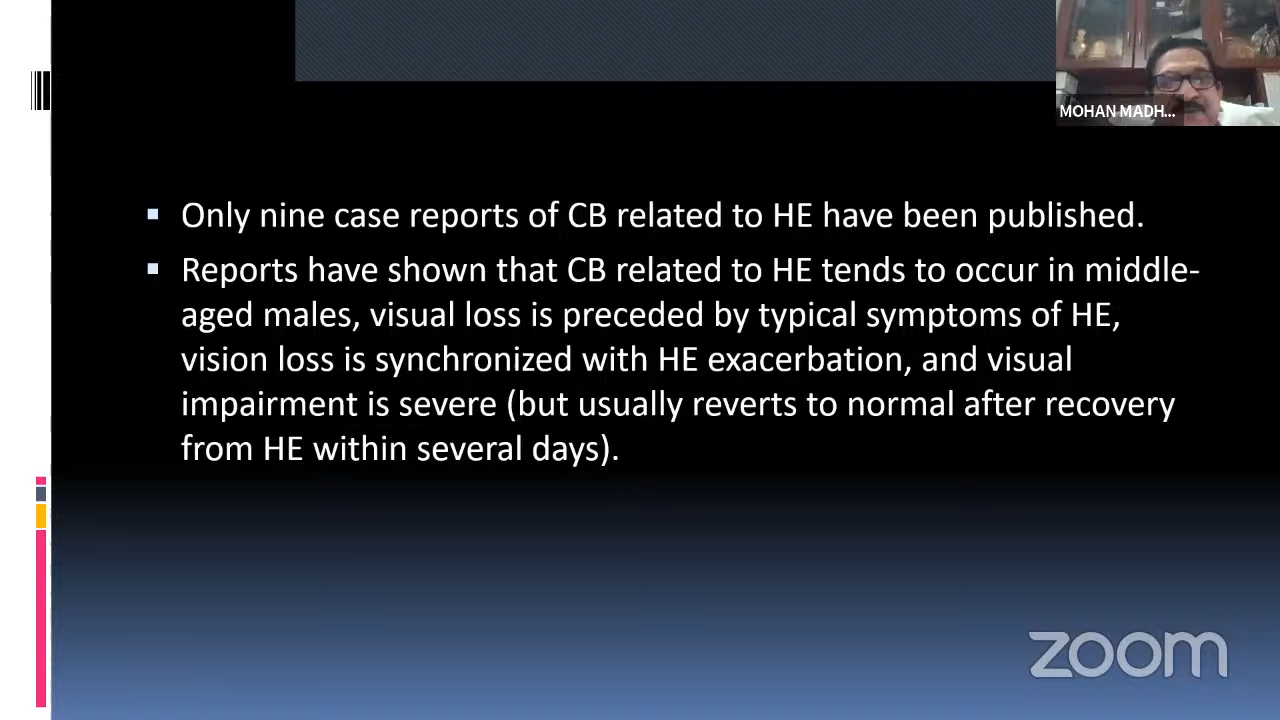 MOHAN MADH...
Only nine case reports of CB related to HE have been published.
Reports have shown that CB related to HE tends to occur in middle-
aged males, visual loss is preceded by typical symptoms of HE,
vision loss is synchronized with HE exacerbation, and visual
impairment is severe (but usually reverts to normal after recovery
from HE within several days).
zoom